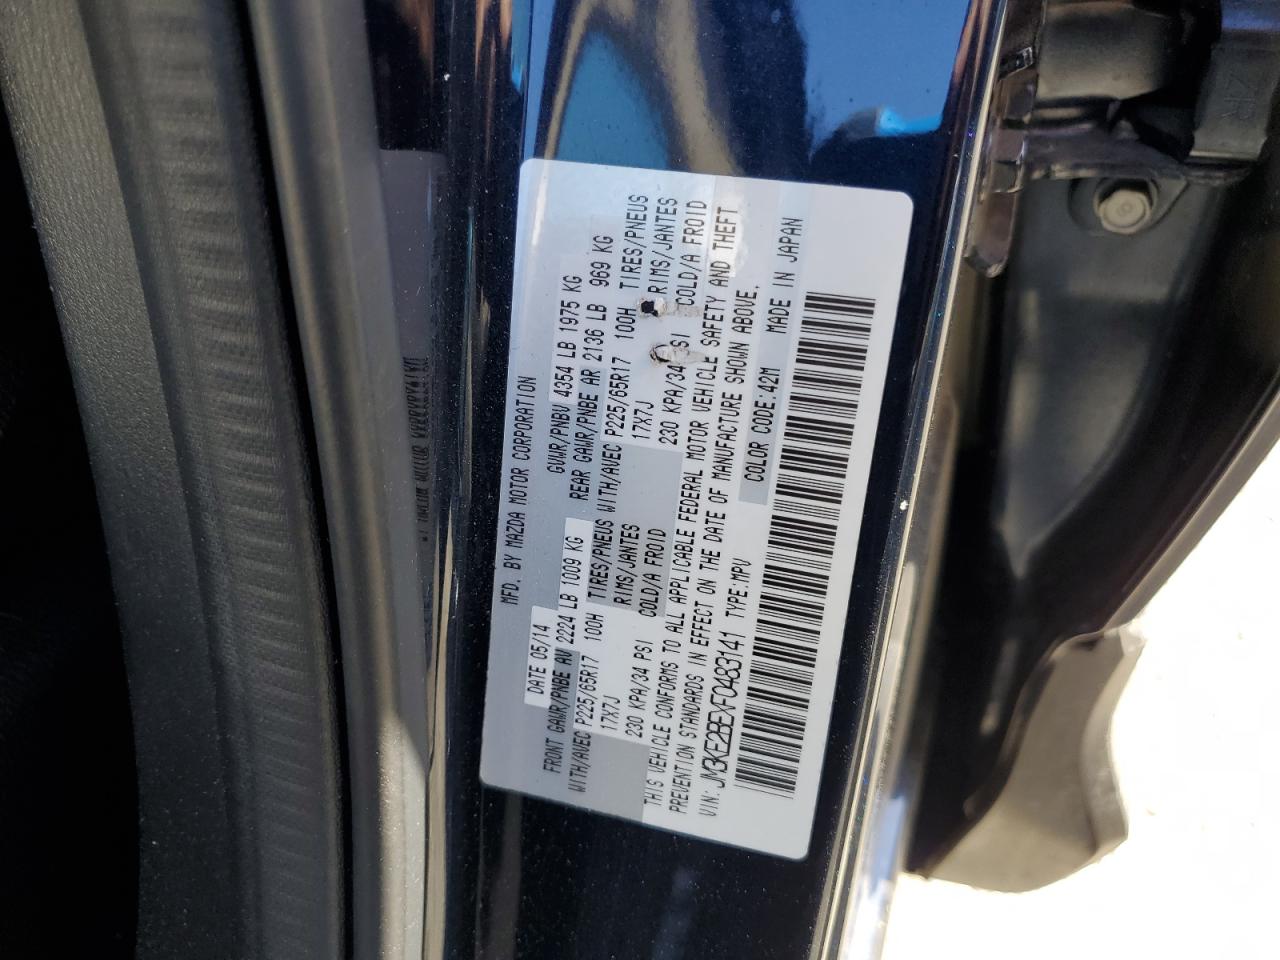 MFD. BY MAZDA MOTOR CORPORATION
DATE 05/14 GVWR/PNBV 4354 LB 1975 KG
FRONT GAWR/PNBE AV 2224 LB 1009 KG REAR GAWR/PNBE AR 2136 LB 969 KG
WITH/AVEC P225/65R17 100H TIRES/PNEUS WITH/AVEC P225/65R17 100H TIRES/PNEUS
17X7J RIMS/JANTES 17X7J RIMS/JANTES
230 KPA/34 PSI COLD/A FROID 230 KPA/34 SI COLD/A FROID
THIS VEHICLE CONFORMS TO ALL APPLICABLE FEDERAL MOTOR VEHICLE SAFETY AND THEFT
PREVENTION STANDARDS IN EFFECT ON THE DATE OF MANUFACTURE SHOWN ABOVE.
VIN: JM3KE2BEXF0483141 TYPE:MPV COLOR CODE:42M MADE IN JAPAN